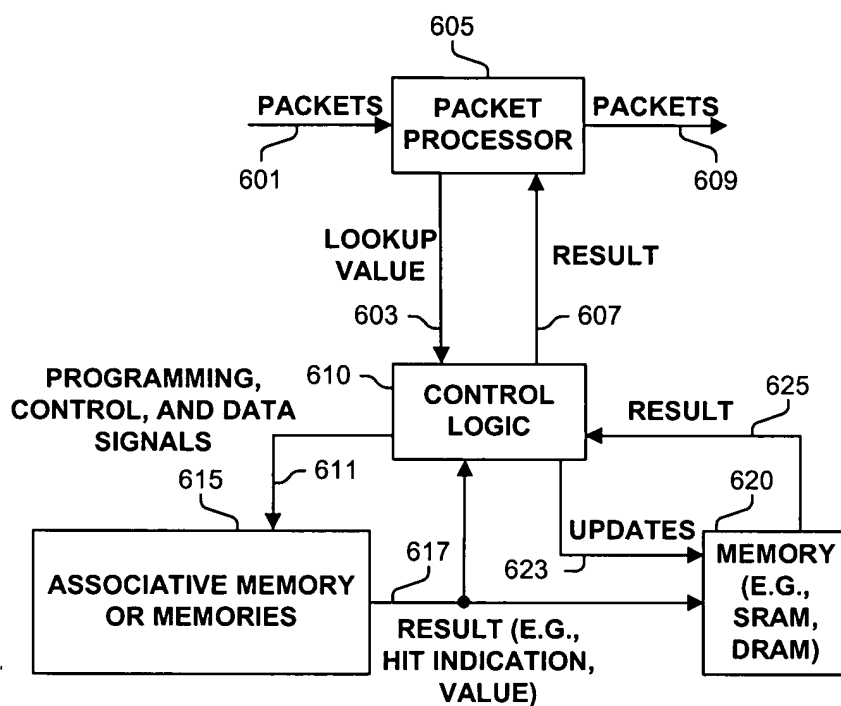 605
PACKETS
PACKET
PROCESSOR
PACKETS
601
609
LOOKUP
VALUE
RESULT
603
607
PROGRAMMING,
CONTROL, AND DATA
SIGNALS
610
CONTROL
LOGIC
RESULT
625
611
615
620
ASSOCIATIVE MEMORY
OR MEMORIES
617
UPDATES
623
MEMORY
(E.G.,
SRAM,
DRAM)
RESULT (E.G.,
HIT INDICATION,
VALUE)